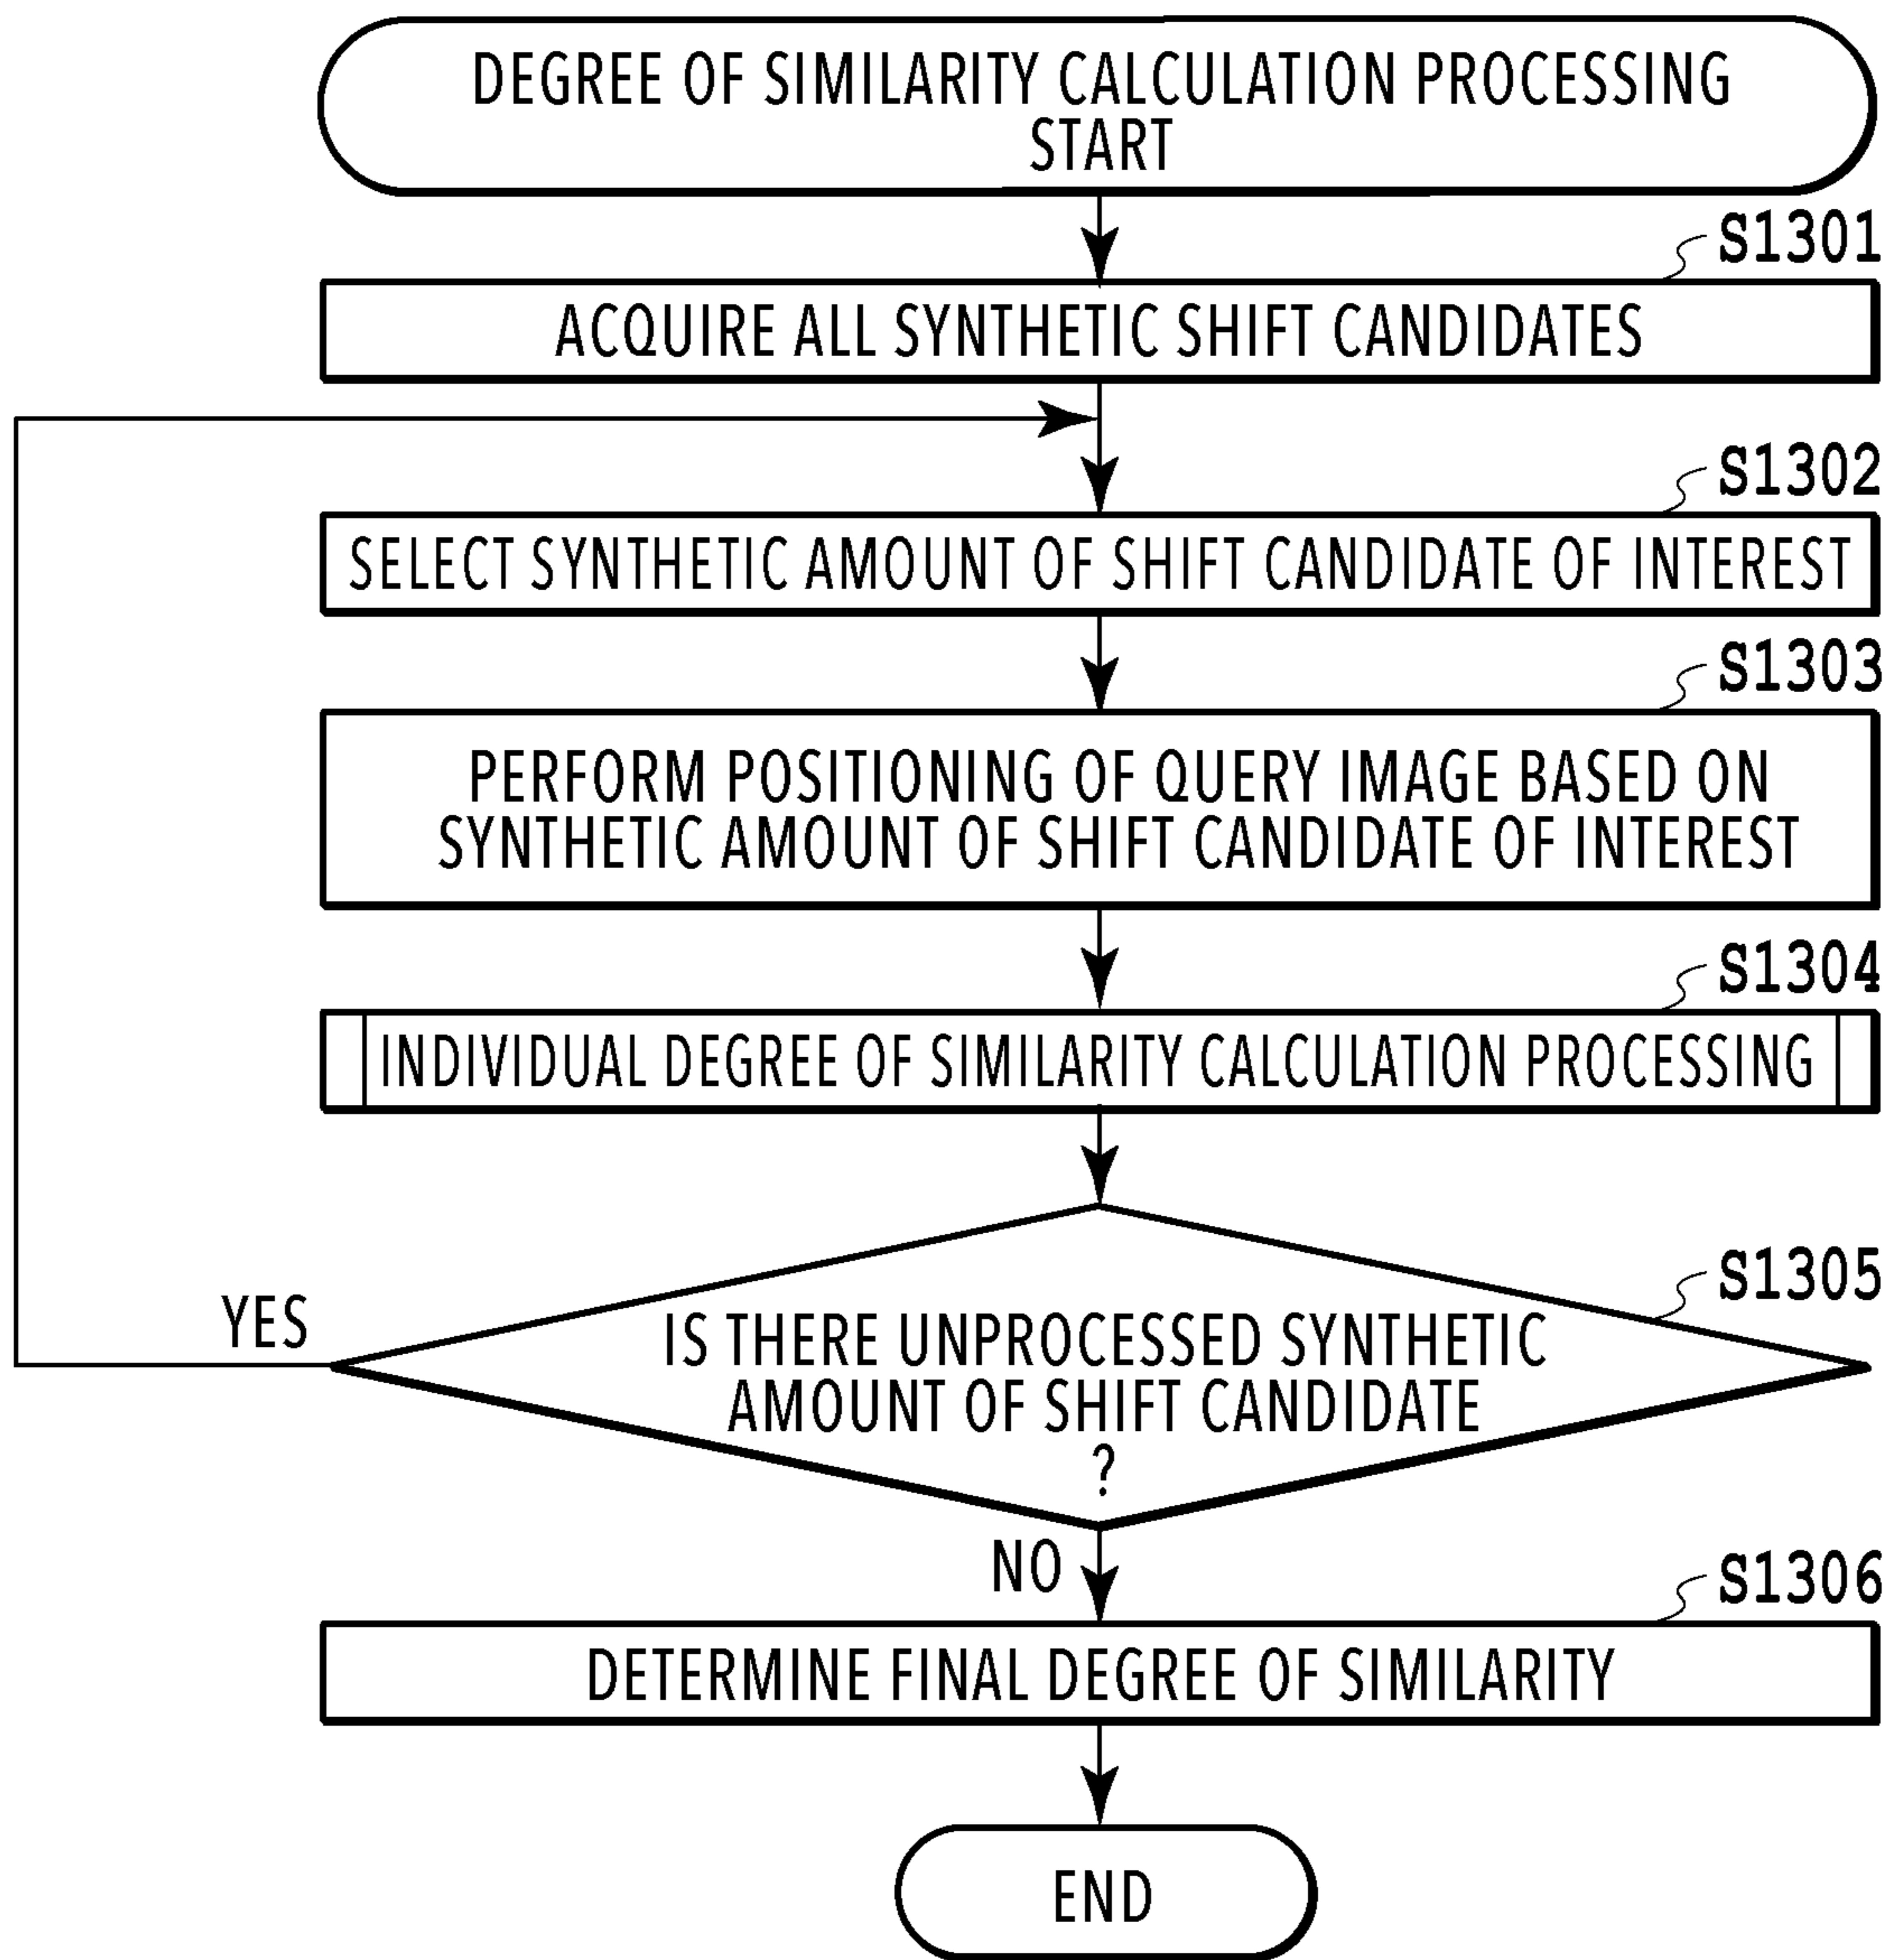 DEGREE OF SIMILARITY CALCULATION PROCESSING
START
S1301
ACQUIRE ALL SYNTHETIC SHIFT CANDIDATES
S1302
SELECT SYNTHETIC AMOUNT OF SHIFT CANDIDATE OF INTEREST
S1303
PERFORM POSITIONING OF QUERY IMAGE BASED ON
SYNTHETIC AMOUNT OF SHIFT CANDIDATE OF INTEREST
S1304
INDIVIDUAL DEGREE OF SIMILARITY CALCULATION PROCESSING
S1305
YES
IS THERE UNPROCESSED SYNTHETIC
AMOUNT OF SHIFT CANDIDATE
?
NO
S1306
DETERMINE FINAL DEGREE OF SIMILARITY
END